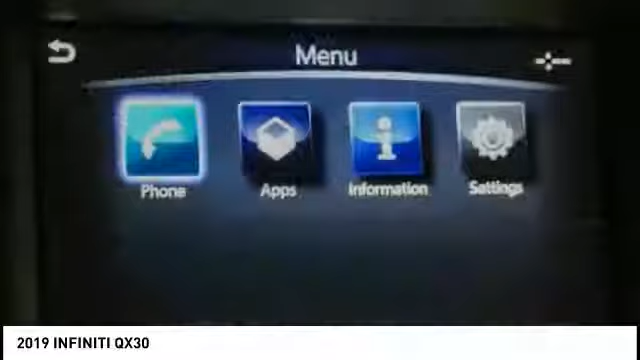 Menu
Phone
Apps
Information
Settings
2019 INFINITI QX30